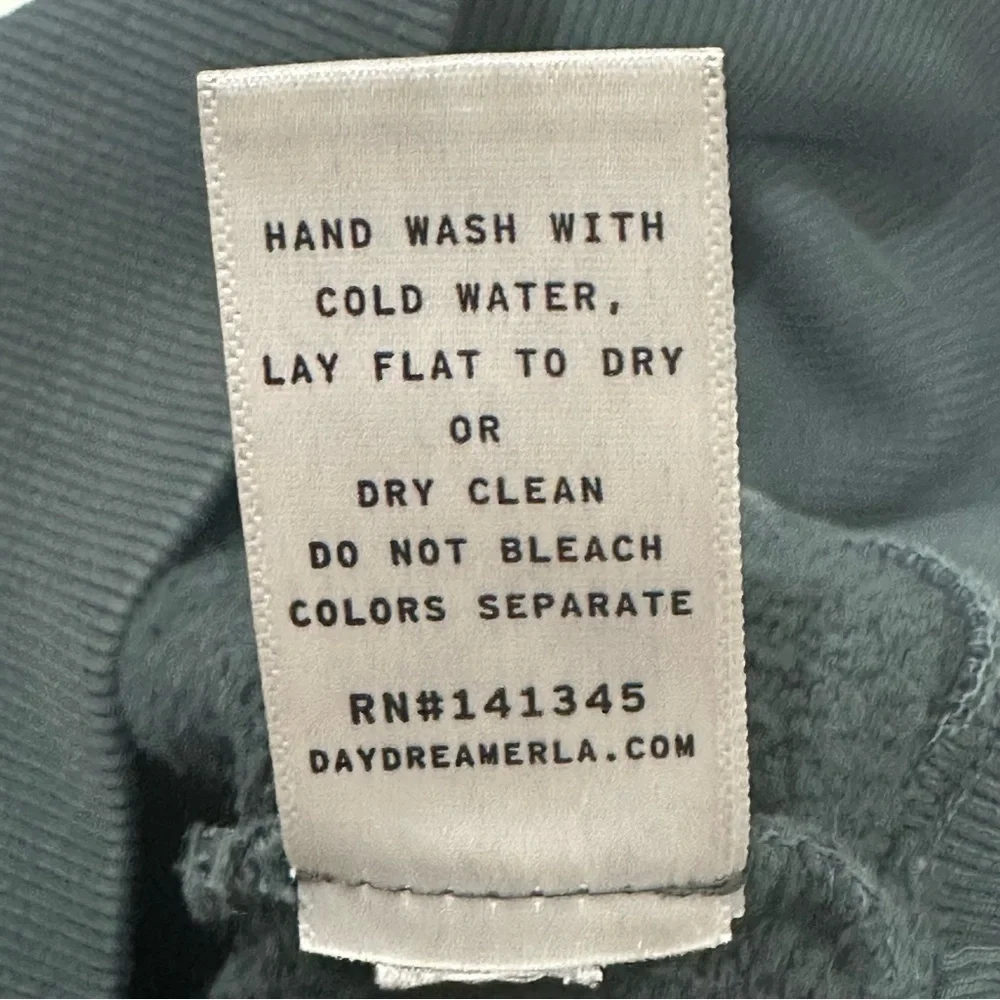 HAND WASH WITH
COLD WATER,
LAY FLAT TO DRY
OR
DRY CLEAN
DO NOT BLEACH
COLORS SEPARATE
RN#141345
DAYDREAMERLA.COM